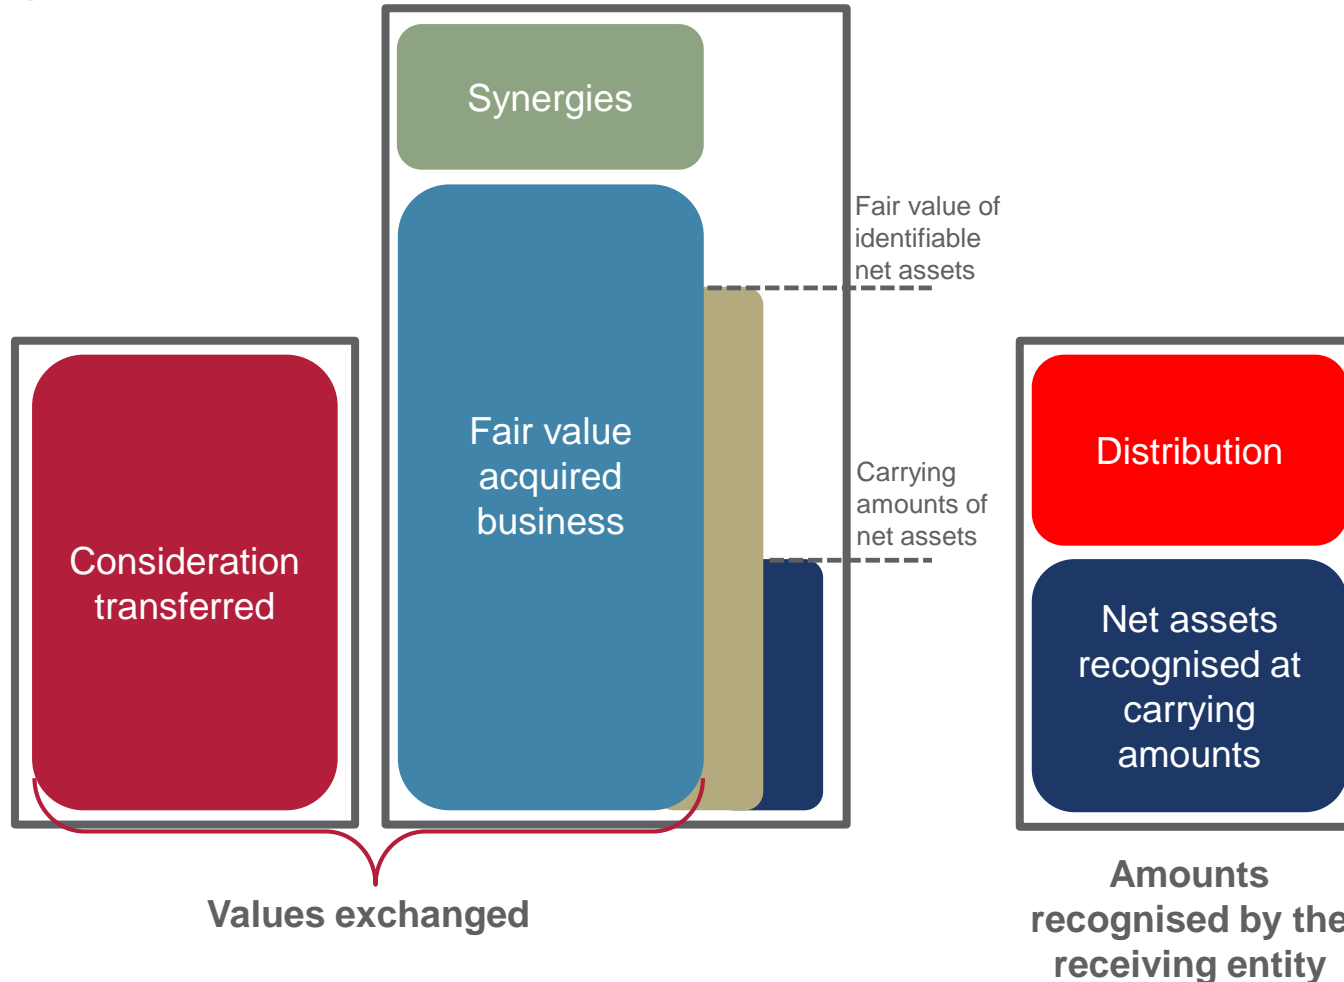 Synergies
Fair value of
identifiable
net assets
Fair value
acquired
business
Carrying
amounts of
net assets
Consideration
transferred
Distribution
Net assets
recognised at
carrying
amounts
Values exchanged
Amounts
recognised by the
receiving entity